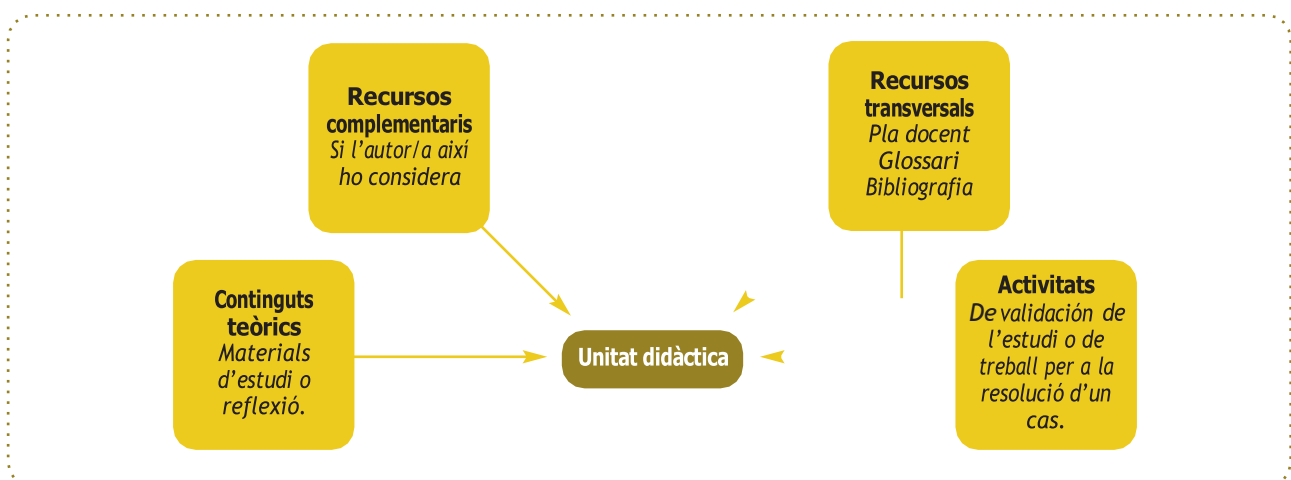 Recursos
complementaris
Si l'autor/a així
ho considera
Recursos
transversals
Pla docent
Glossari
Bibliografia
Continguts
teòrics
Materials
d'estudi o
reflexió.
Unitat didàctica
Activitats
De validación de
l'estudi o de
treball per a la
resolució d'un
cas.